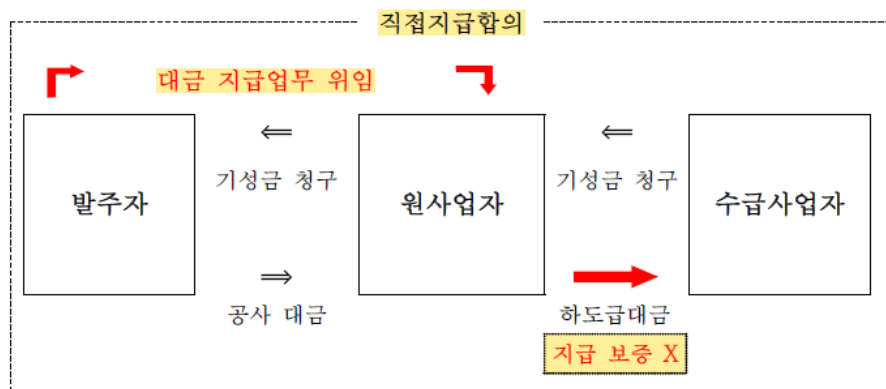 직접지급합의
대금 지급업무 위임
⇐
⇐
기성금 청구
기성금 청구
발주자
원사업자
수급사업자
⇒
공사 대금
하도급대금
지급 보증 X